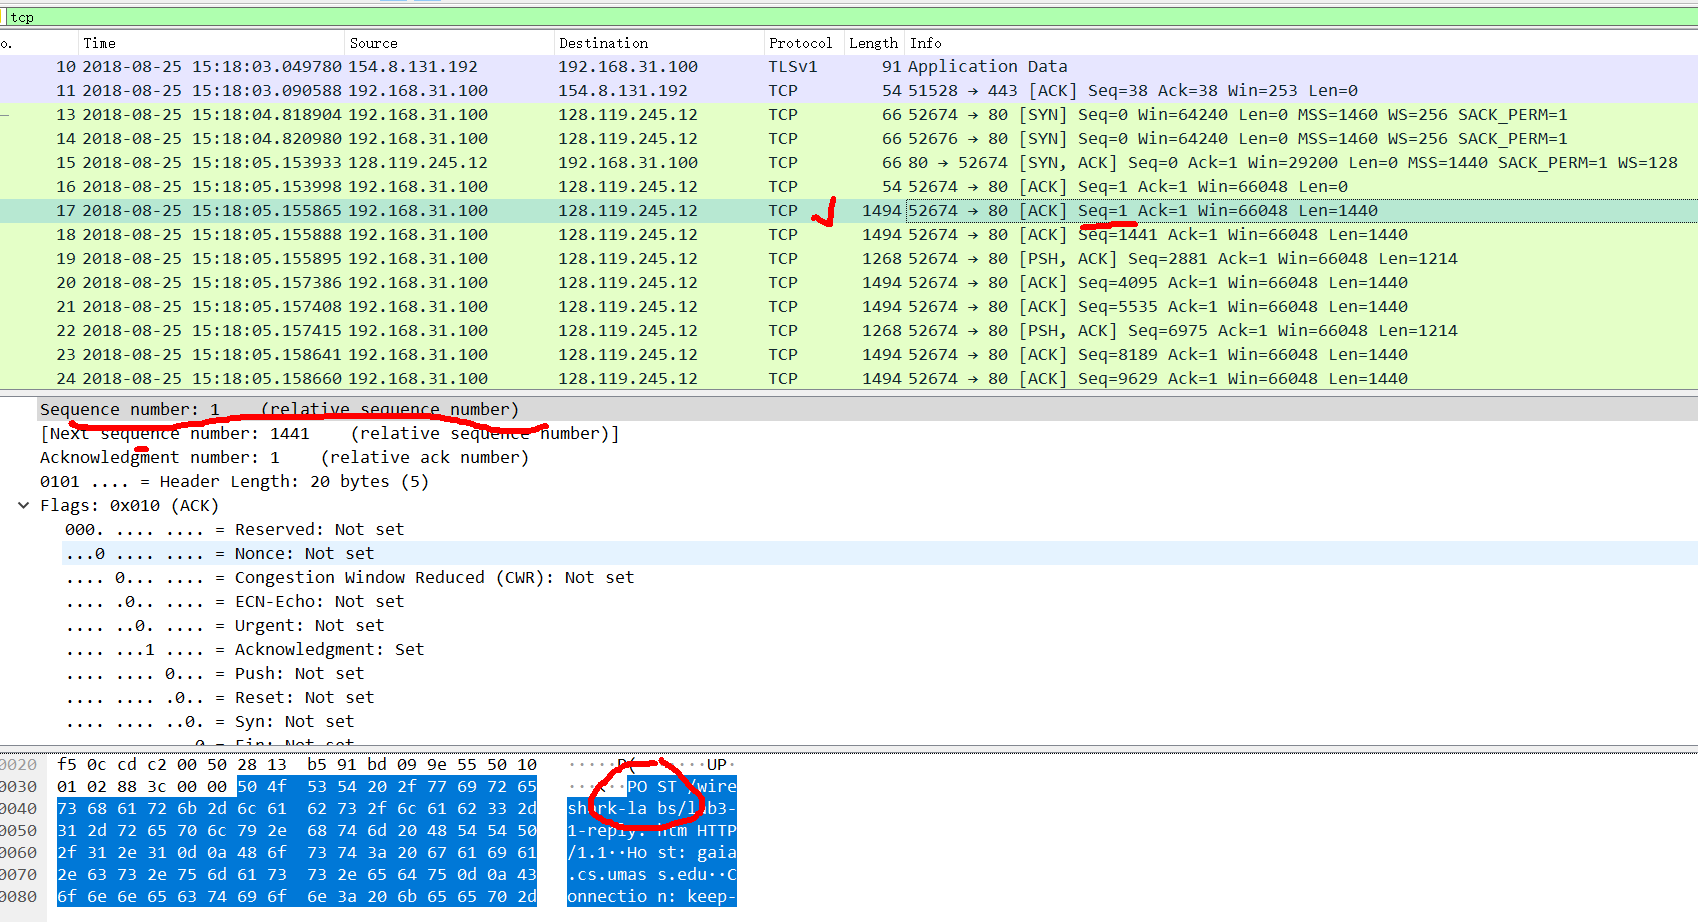 tcp
o. Time Source Destination Protocol Length Info
10 2018-08-25 15:18:03.049780 154.8.131.192 192.168.31.100 TLSv1 91 Application Data
11 2018-08-25 15:18:03.090588 192.168.31.100 154.8.131.192 TCP 54 51528 → 443 [ACK] Seq=38 Ack=38 Win=253 Len=0
13 2018-08-25 15:18:04.818904 192.168.31.100 128.119.245.12 TCP 66 52674 → 80 [SYN] Seq=0 Win=64240 Len=0 MSS=1460 WS=256 SACK_PERM=1
14 2018-08-25 15:18:04.820980 192.168.31.100 128.119.245.12 TCP 66 52676 → 80 [SYN] Seq=0 Win=64240 Len=0 MSS=1460 WS=256 SACK_PERM=1
15 2018-08-25 15:18:05.153933 128.119.245.12 192.168.31.100 TCP 66 80 → 52674 [SYN, ACK] Seq=0 Ack=1 Win=29200 Len=0 MSS=1440 SACK_PERM=1 WS=128
16 2018-08-25 15:18:05.153998 192.168.31.100 128.119.245.12 TCP 54 52674 → 80 [ACK] Seq=1 Ack=1 Win=66048 Len=0
17 2018-08-25 15:18:05.155865 192.168.31.100 128.119.245.12 TCP 1494 52674 → 80 [ACK] Seq=1 Ack=1 Win=66048 Len=1440
18 2018-08-25 15:18:05.155888 192.168.31.100 128.119.245.12 TCP 1494 52674 → 80 [ACK] Seq=1441 Ack=1 Win=66048 Len=1440
19 2018-08-25 15:18:05.155895 192.168.31.100 128.119.245.12 TCP 1268 52674 → 80 [PSH, ACK] Seq=2881 Ack=1 Win=66048 Len=1214
20 2018-08-25 15:18:05.157386 192.168.31.100 128.119.245.12 TCP 1494 52674 → 80 [ACK] Seq=4095 Ack=1 Win=66048 Len=1440
21 2018-08-25 15:18:05.157408 192.168.31.100 128.119.245.12 TCP 1494 52674 → 80 [ACK] Seq=5535 Ack=1 Win=66048 Len=1440
22 2018-08-25 15:18:05.157415 192.168.31.100 128.119.245.12 TCP 1268 52674 → 80 [PSH, ACK] Seq=6975 Ack=1 Win=66048 Len=1214
23 2018-08-25 15:18:05.158641 192.168.31.100 128.119.245.12 TCP 1494 52674 → 80 [ACK] Seq=8189 Ack=1 Win=66048 Len=1440
24 2018-08-25 15:18:05.158660 192.168.31.100 128.119.245.12 TCP 1494 52674 → 80 [ACK] Seq=9629 Ack=1 Win=66048 Len=1440
Sequence number: 1 (relative sequence number)
[Next sequence number: 1441 (relative sequence number)]
Acknowledgment number: 1 (relative ack number)
0101 .... = Header Length: 20 bytes (5)
Flags: 0x010 (ACK)
000. .... .... = Reserved: Not set
...0 .... .... = Nonce: Not set
.... 0... .... = Congestion Window Reduced (CWR): Not set
.... .0.. .... = ECN-Echo: Not set
.... ..0. .... = Urgent: Not set
.... ...1 .... = Acknowledgment: Set
.... .... 0... = Push: Not set
.... .... .0.. = Reset: Not set
.... .... ..0. = Syn: Not set
0020 f5 0c cd c2 00 50 28 13 b5 91 bd 09 9e 55 50 10 ·····P(· ·····UP·
0030 01 02 88 3c 00 00 50 4f 53 54 20 2f 77 69 72 65 PO ST /wire
0040 73 68 61 72 6b 2d 6c 61 62 73 2f 6c 61 62 33 2d shark-la bs/lab3-
0050 31 2d 72 65 70 6c 79 2e 68 74 6d 20 48 54 54 50 1-reply. htm HTTP
0060 2f 31 2e 31 0d 0a 48 6f 73 74 3a 20 67 61 69 61 /1.1··Ho st: gaia
0070 2e 63 73 2e 75 6d 61 73 73 2e 65 64 75 0d 0a 43 .cs.umas s.edu··C
0080 6f 6e 6e 65 63 74 69 6f 6e 3a 20 6b 65 65 70 2d onnectio n: keep-